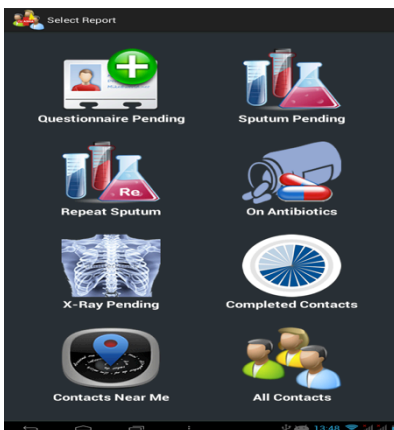 Select Report
Questionnaire Pending
Sputum Pending
Re
Repeat Sputum
On Antibiotics
X-Ray Pending
Completed Contacts
Contacts Near Me
All Contacts
13:48